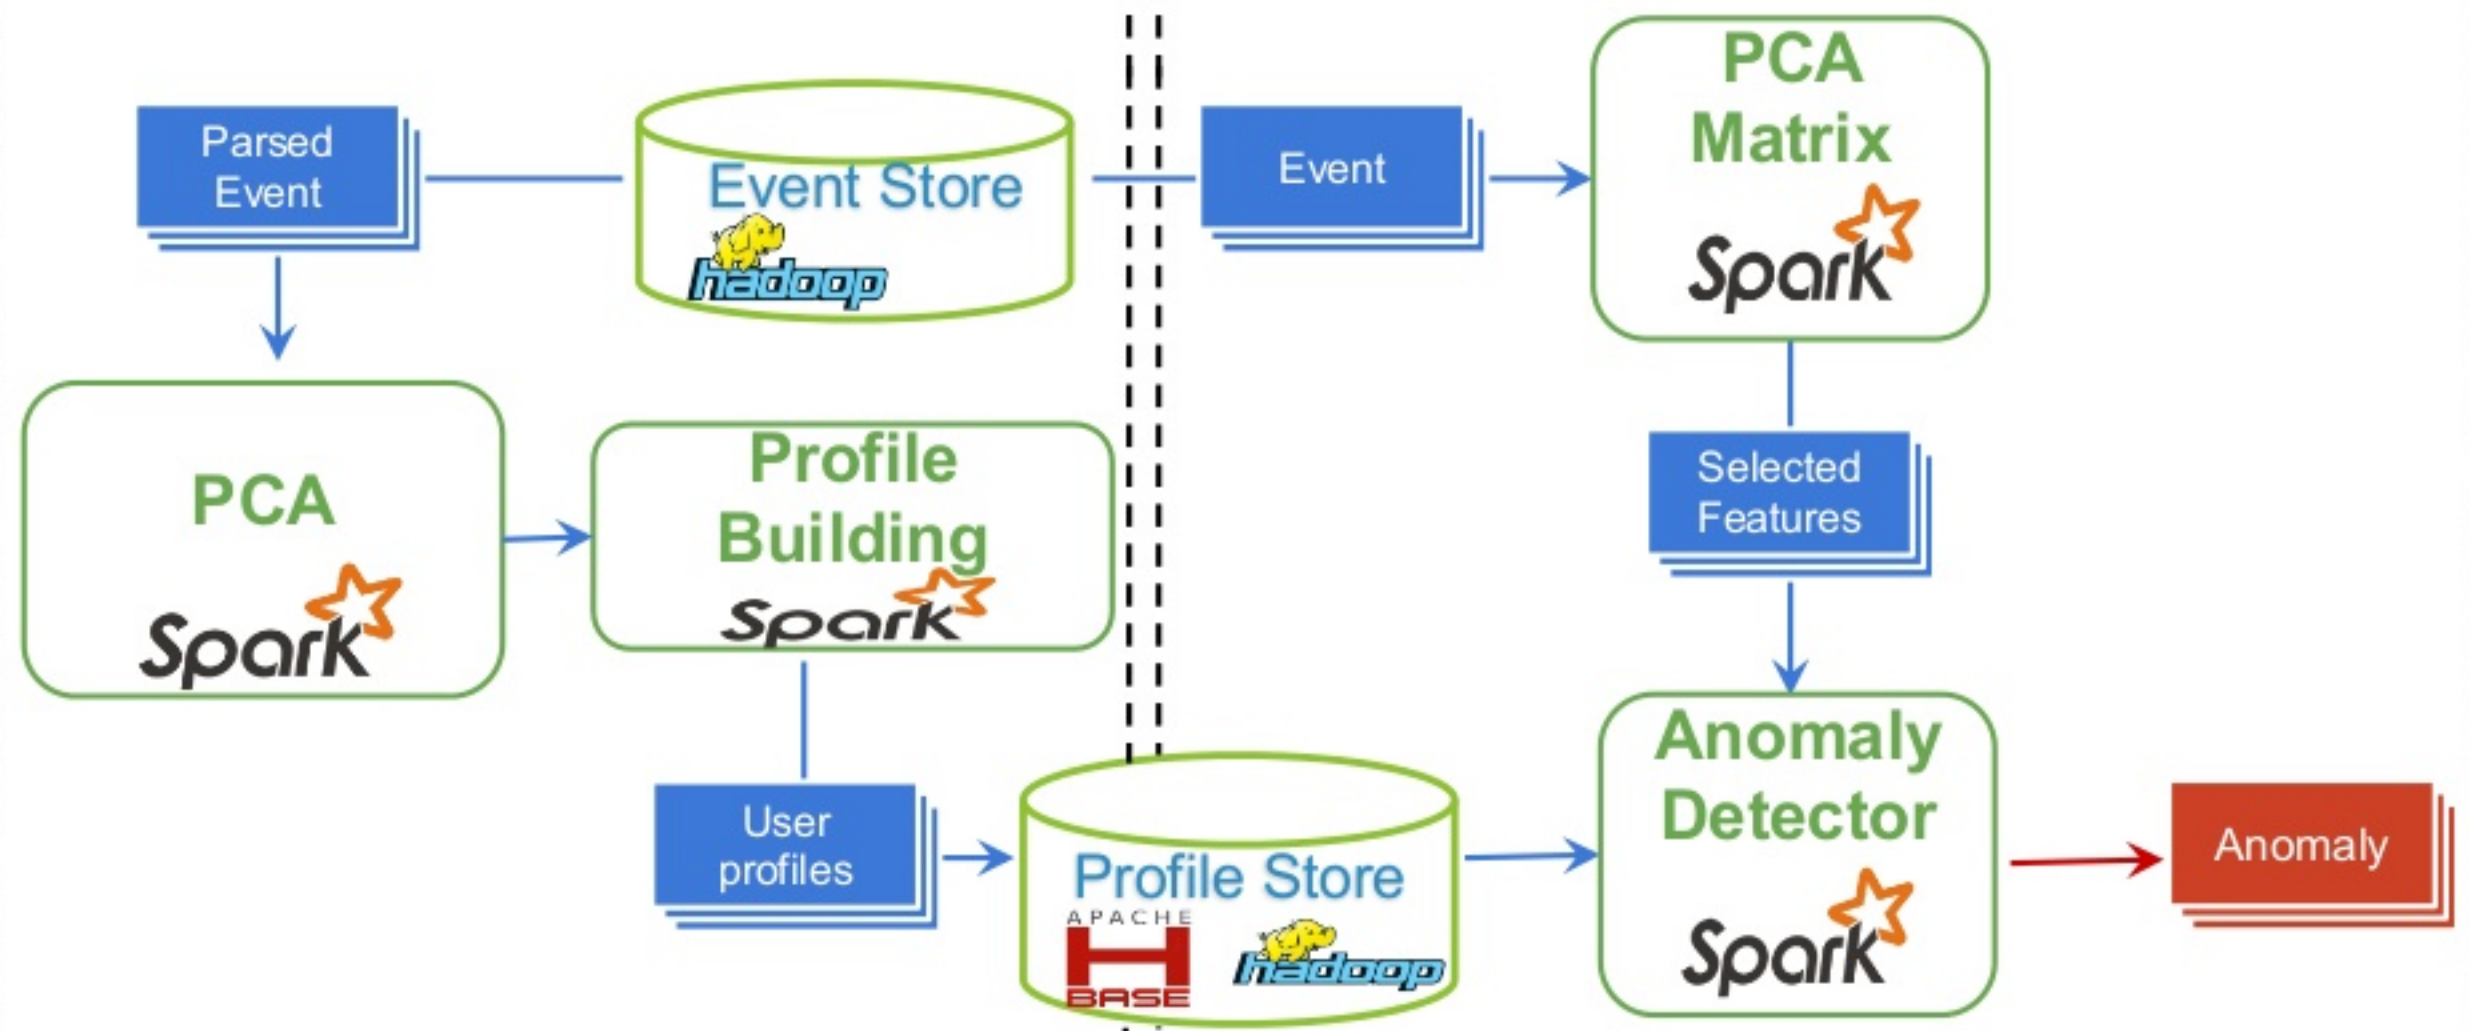 Parsed
Event
Event Store
hadoop
Event
PCA
Matrix
Spark
PCA
Spark
Profile
Building
Spark
Selected
Features
User
profiles
Profile Store
APACHE
HBASE
hadoop
Anomaly
Detector
Spark
Anomaly